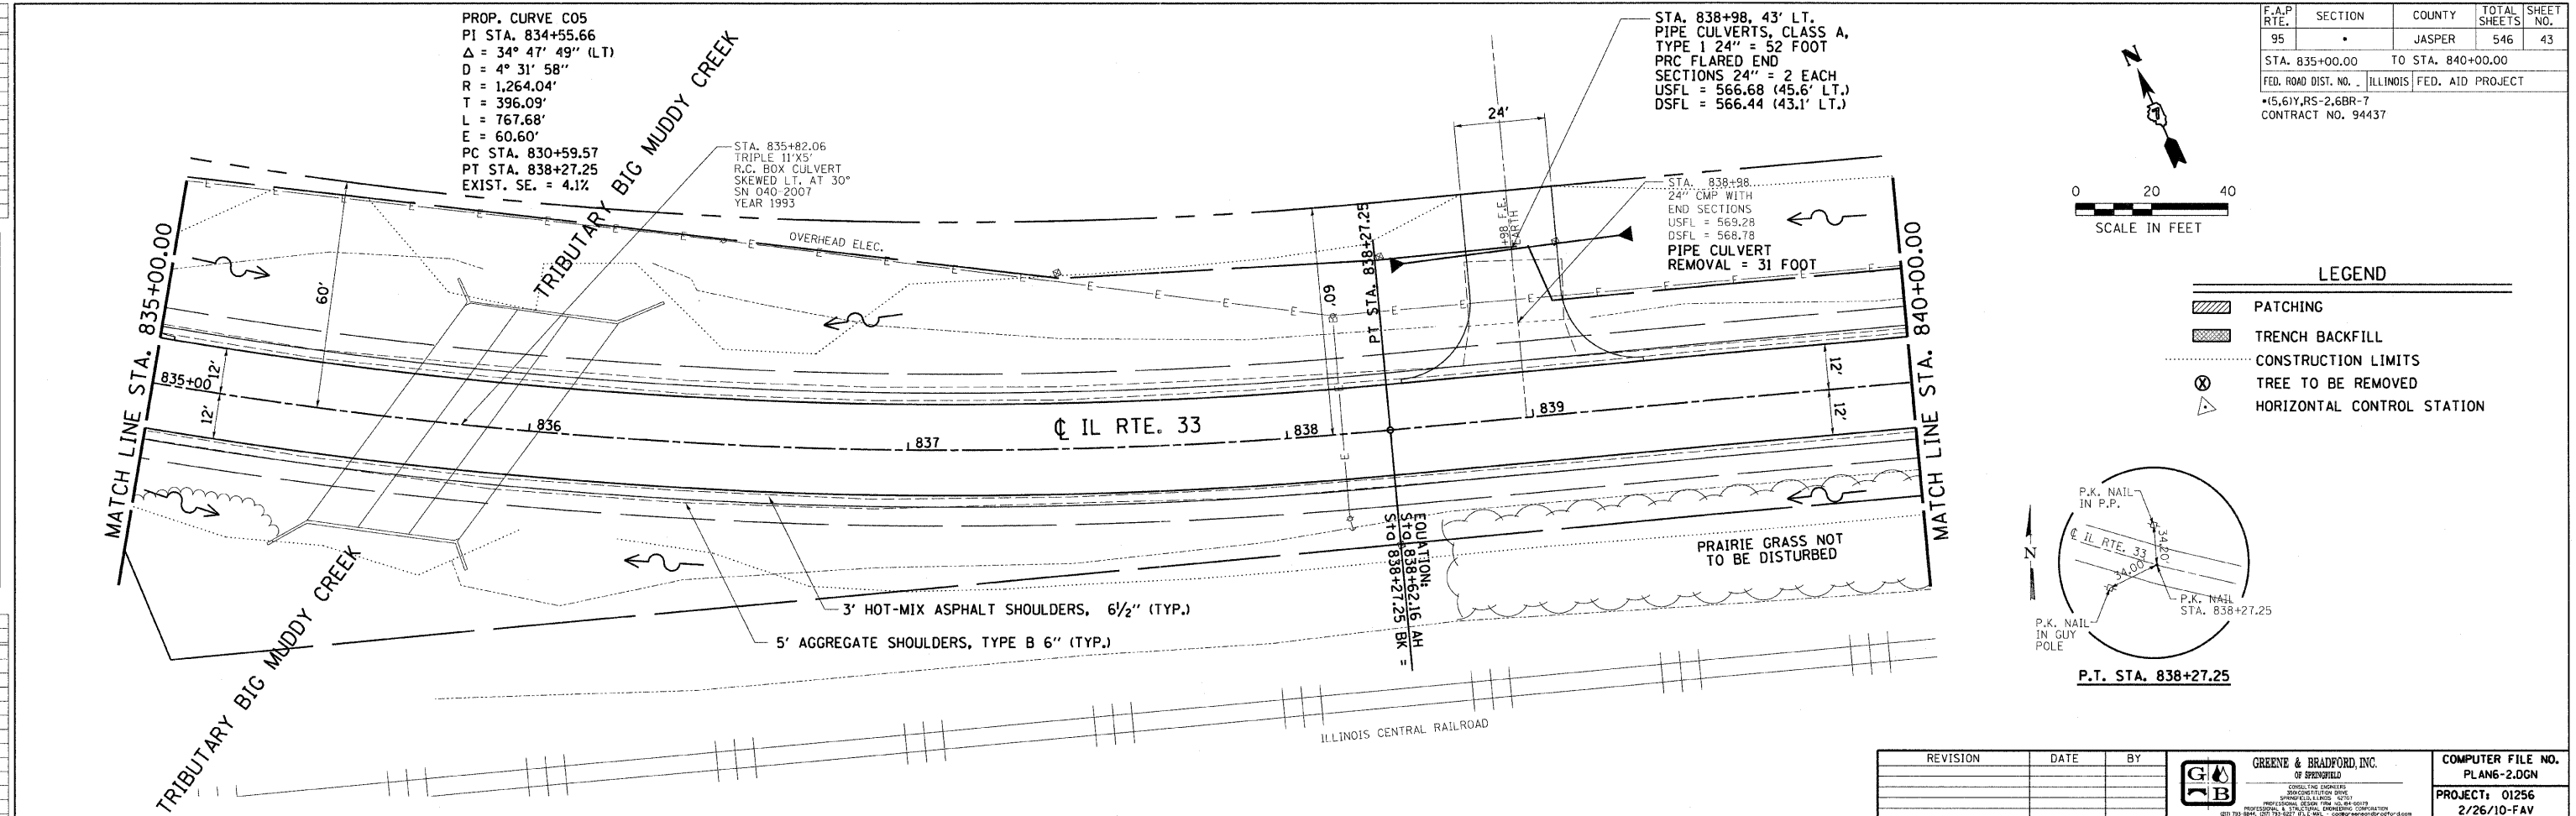 PROP. CURVE CO5
PI STA. 834+55.66
Δ = 34° 47' 49" (LT)
D = 4° 31' 58"
R = 1,264.04'
T = 396.09'
L = 767.68'
E = 60.60'
PC STA. 830+59.57
PT STA. 838+27.25
EXIST. SE. = 4.1%
TRIBUTARY BIG MUDDY CREEK
STA. 835+82.06
TRIPLE 11'X5'
R.C. BOX CULVERT
SKEWED LT. AT 30°
SN 040-2007
YEAR 1993
STA. 838+98, 43' LT.
PIPE CULVERTS, CLASS A,
TYPE 1 24" = 52 FOOT
PRC FLARED END
SECTIONS 24" = 2 EACH
USFL = 566.68 (45.6' LT.)
DSFL = 566.44 (43.1' LT.)
24'
STA. 838+98
24" CMP WITH
END SECTIONS
USFL = 569.28
DSFL = 568.78
PIPE CULVERT
REMOVAL = 31 FOOT
+98 F.E.
EARTH
OVERHEAD ELEC.
MATCH LINE STA. 835+00.00
60'
60'
PT STA. 838+27.25
MATCH LINE STA. 840+00.00
835+00
12'
12'
836
837
℄ IL RTE. 33
838
839
12'
12'
EQUATION:
Sta 838+62.16 AH
Sta 838+27.25 BK =
PRAIRIE GRASS NOT
TO BE DISTURBED
3' HOT-MIX ASPHALT SHOULDERS, 6½" (TYP.)
5' AGGREGATE SHOULDERS, TYPE B 6" (TYP.)
TRIBUTARY BIG MUDDY CREEK
ILLINOIS CENTRAL RAILROAD
F.A.P RTE. SECTION COUNTY TOTAL SHEETS SHEET NO.
95 • JASPER 546 43
STA. 835+00.00 TO STA. 840+00.00
FED. ROAD DIST. NO. _ ILLINOIS FED. AID PROJECT
•(5,6)Y,RS-2,6BR-7
CONTRACT NO. 94437
N
0 20 40
SCALE IN FEET
LEGEND
PATCHING
TRENCH BACKFILL
CONSTRUCTION LIMITS
TREE TO BE REMOVED
HORIZONTAL CONTROL STATION
N
P.K. NAIL
IN P.P.
℄ IL RTE. 33
34.20'
34.00'
P.K. NAIL
STA. 838+27.25
P.K. NAIL
IN GUY
POLE
P.T. STA. 838+27.25
REVISION DATE BY
G B
GREENE & BRADFORD, INC.
OF SPRINGFIELD
CONSULTING ENGINEERS
COMPUTER FILE NO.
PLAN6-2.DGN
PROJECT: 01256
2/26/10-FAV